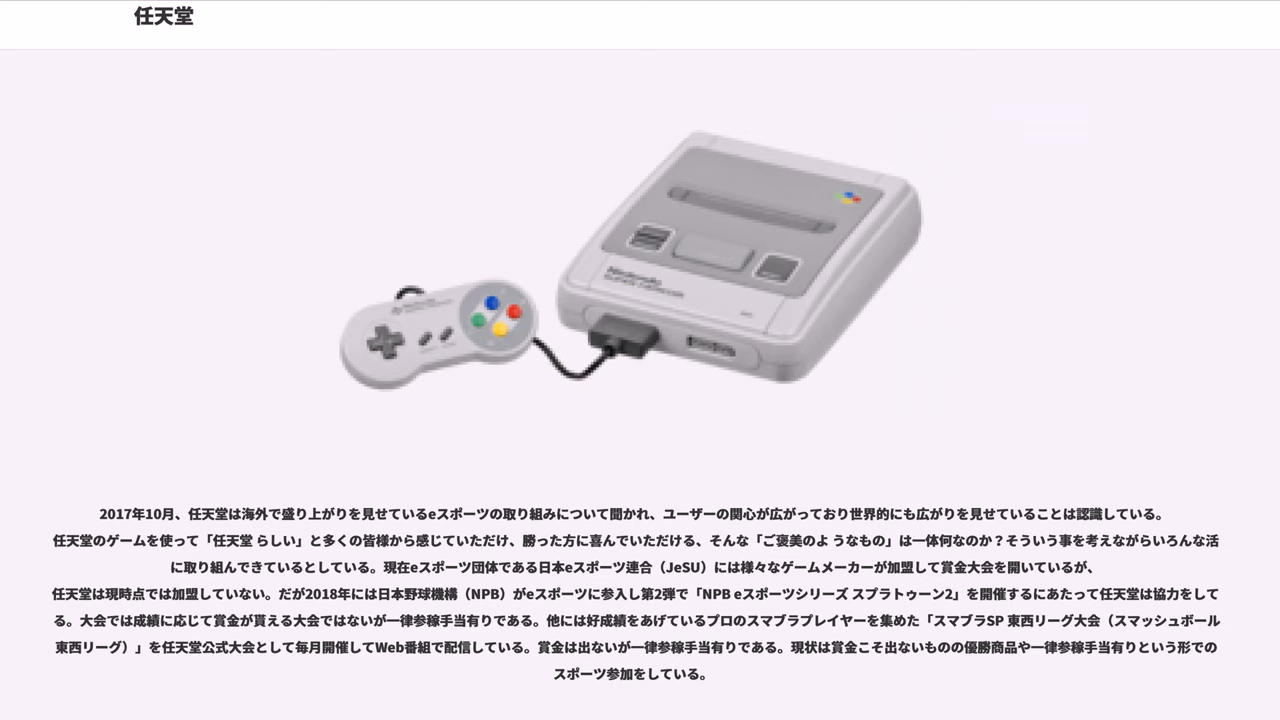 任天堂
Nintendo
2017年10月、任天堂は海外で盛り上がりを見せているeスポーツの取り組みについて聞かれ、ユーザーの関心が広がっており世界的にも広がりを見せていることは認識している。
任天堂のゲームを使って「任天堂 らしい」と多くの皆様から感じていただけ、勝った方に喜んでいただける、そんな「ご褒美のよ うなもの」は一体何なのか？そういう事を考えながらいろんな活
に取り組んできているとしている。現在eスポーツ団体である日本eスポーツ連合（JeSU）には様々なゲームメーカーが加盟して賞金大会を開いているが、
任天堂は現時点では加盟していない。だが2018年には日本野球機構（NPB）がeスポーツに参入し第2弾で「NPB eスポーツシリーズ スプラトゥーン2」を開催するにあたって任天堂は協力をして
る。大会では成績に応じて賞金が貰える大会ではないが一律参稼手当有りである。他には好成績をあげているプロのスマブラプレイヤーを集めた「スマブラSP 東西リーグ大会（スマッシュボール
東西リーグ）」を任天堂公式大会として毎月開催してWeb番組で配信している。賞金は出ないが一律参稼手当有りである。現状は賞金こそ出ないものの優勝商品や一律参稼手当有りという形での
スポーツ参加をしている。